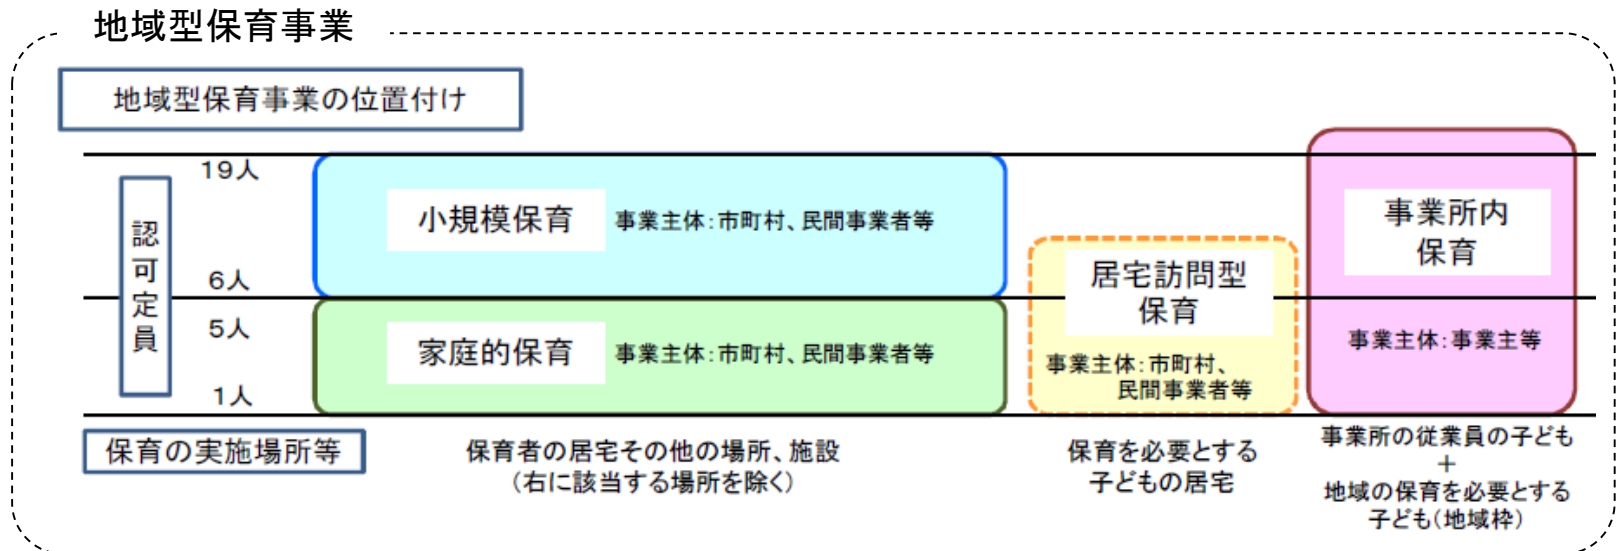 地域型保育事業
地域型保育事業の位置付け
認可定員
19人
6人
5人
1人
小規模保育
事業主体:市町村、民間事業者等
家庭的保育
事業主体:市町村、民間事業者等
居宅訪問型
保育
事業主体:市町村、
民間事業者等
事業所内
保育
事業主体:事業主等
保育の実施場所等
保育者の居宅その他の場所、施設
(右に該当する場所を除く)
保育を必要とする
子どもの居宅
事業所の従業員の子ども
+
地域の保育を必要とする
子ども(地域枠)